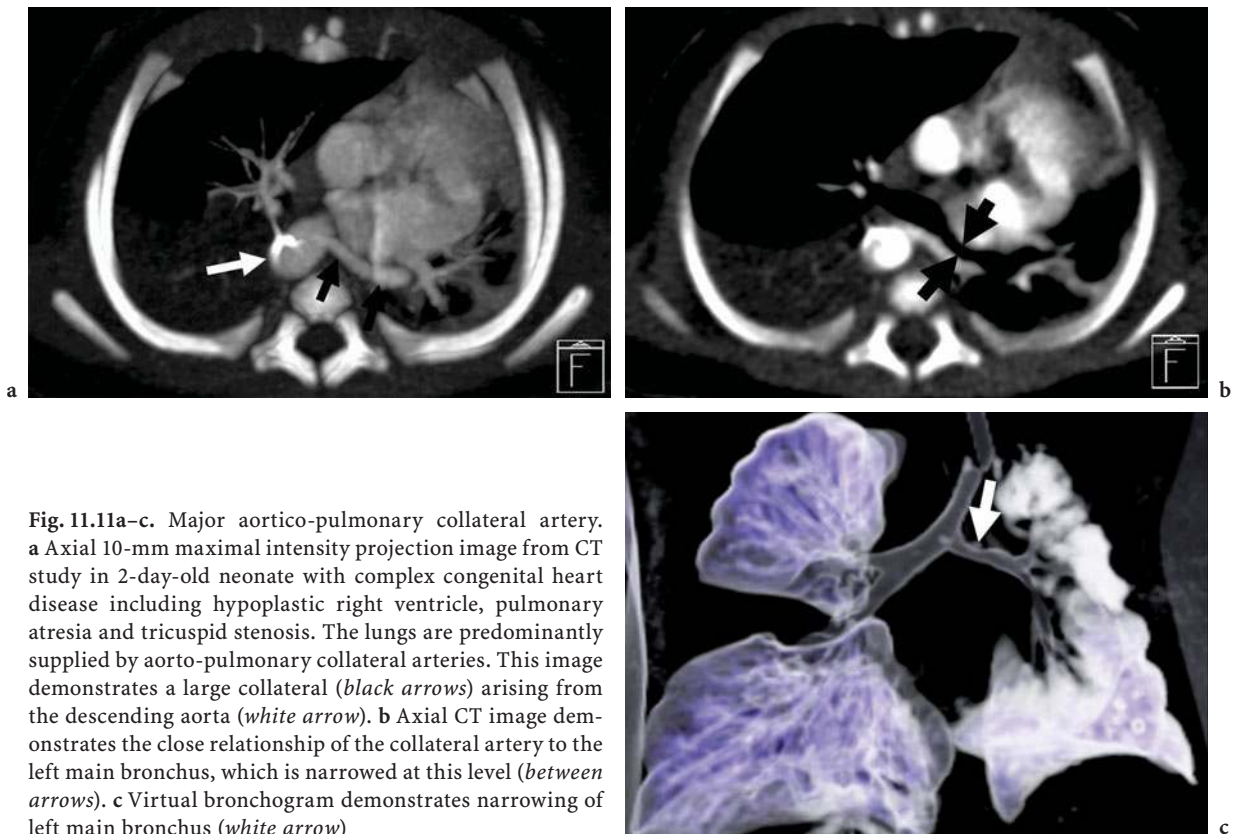 F
a
F
b
Fig. 11.11a–c. Major aortico-pulmonary collateral artery.
a Axial 10-mm maximal intensity projection image from CT
study in 2-day-old neonate with complex congenital heart
disease including hypoplastic right ventricle, pulmonary
atresia and tricuspid stenosis. The lungs are predominantly
supplied by aorto-pulmonary collateral arteries. This image
demonstrates a large collateral (black arrows) arising from
the descending aorta (white arrow). b Axial CT image dem-
onstrates the close relationship of the collateral artery to the
left main bronchus, which is narrowed at this level (between
arrows). c Virtual bronchogram demonstrates narrowing of
left main bronchus (white arrow)
c